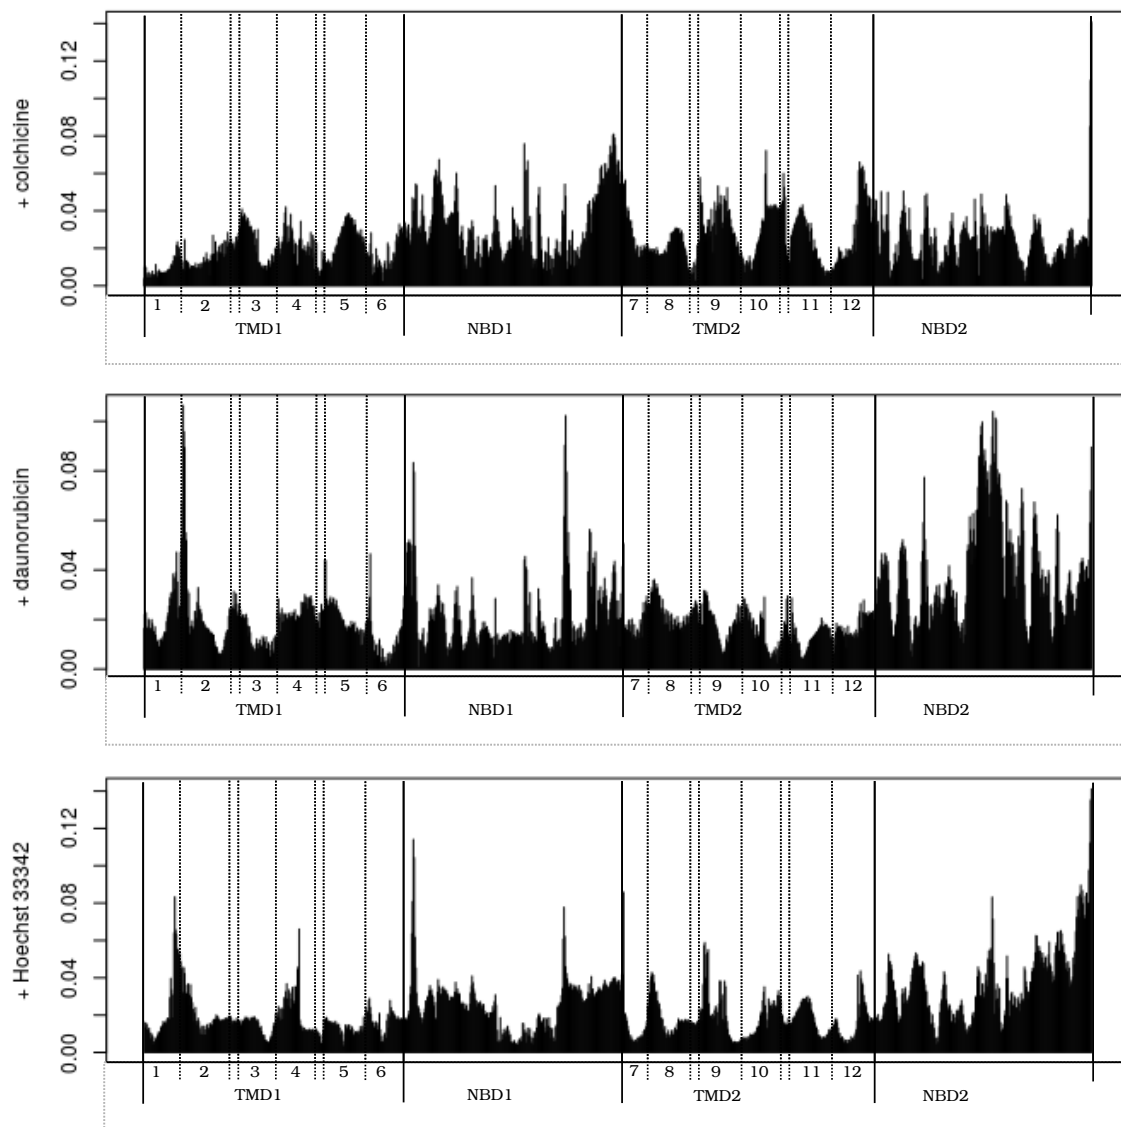 + colchicine
0.12
0.08
0.04
0.00
1 2 3 4 5 6 7 8 9 10 11 12
TMD1 NBD1 TMD2 NBD2
+ daunorubicin
0.08
0.04
0.00
1 2 3 4 5 6 7 8 9 10 11 12
TMD1 NBD1 TMD2 NBD2
+ Hoechst 33342
0.12
0.08
0.04
0.00
1 2 3 4 5 6 7 8 9 10 11 12
TMD1 NBD1 TMD2 NBD2